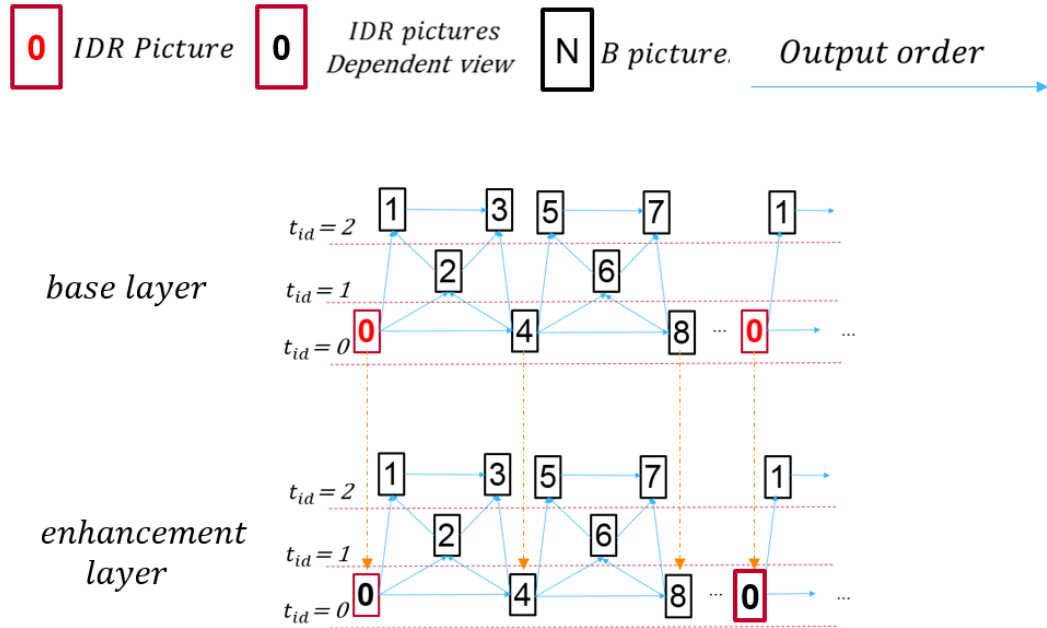 0 IDR Picture 0 IDR pictures Dependent view N B picture. Output order
1 3 5 7 1
t_id = 2
2 6
base layer
t_id = 1
0 4 8 ... 0 ...
t_id = 0
1 3 5 7 1
t_id = 2
enhancement layer
2 6
t_id = 1
0 4 8 ... 0 ...
t_id = 0